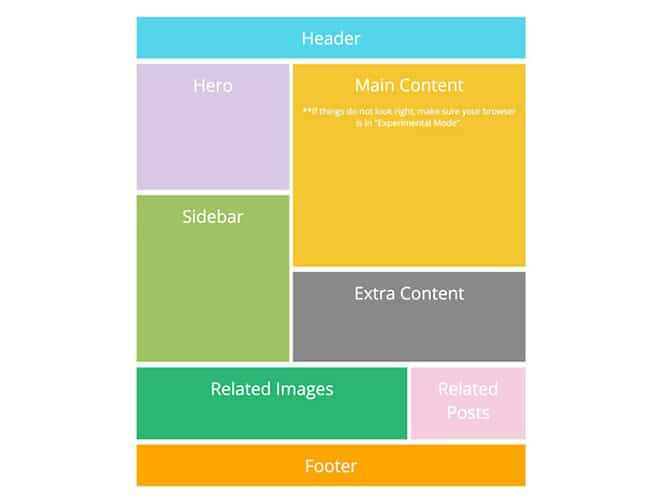 Header
Hero
Main Content
**If things do not look right, make sure your browser
is in "Experimental Mode".
Sidebar
Extra Content
Related Images
Related
Posts
Footer